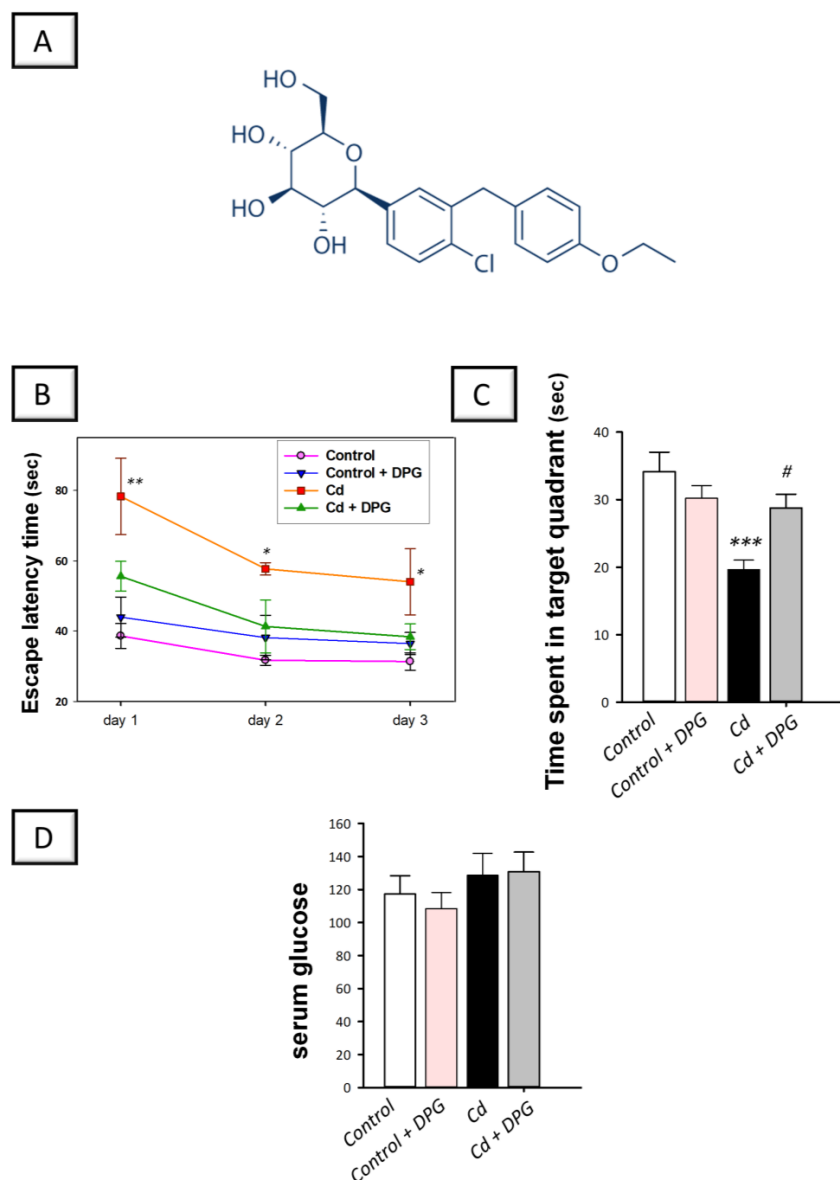 A
HO
HO
O
HO
OH
Cl
O
B
Escape latency time (sec)
80
60
40
20
**
*
*
Control
Control + DPG
Cd
Cd + DPG
day 1
day 2
day 3
C
Time spent in target quadrant (sec)
40
30
20
10
0
***
#
Control
Control + DPG
Cd
Cd + DPG
D
serum glucose
160
140
120
100
80
60
40
20
0
Control
Control + DPG
Cd
Cd + DPG